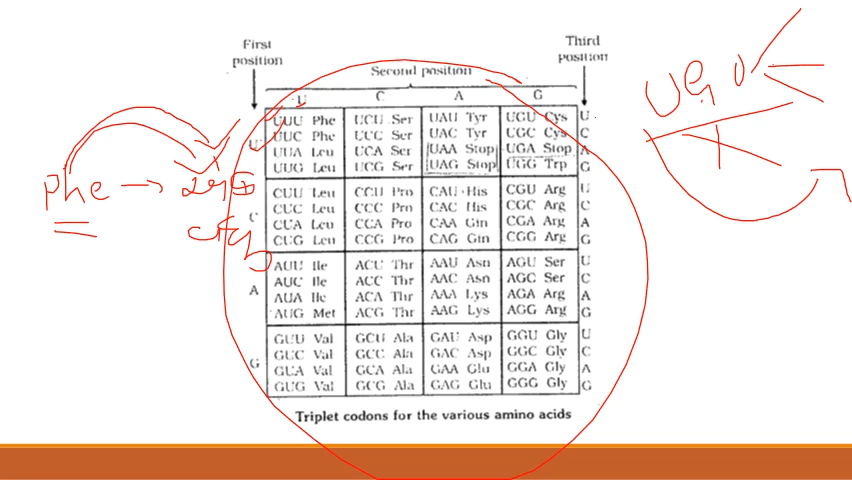 First position
Third position
Second position
U C A G
U
UUU Phe UCU Ser UAU Tyr UGU Cys U
UUC Phe UCC Ser UAC Tyr UGC Cys C
UUA Leu UCA Ser UAA Stop UGA Stop A
UUG Leu UCG Ser UAG Stop UGG Trp G
C
CUU Leu CCU Pro CAU His CGU Arg U
CUC Leu CCC Pro CAC His CGC Arg C
CUA Leu CCA Pro CAA Gin CGA Arg A
CUG Leu CCG Pro CAG Gin CGG Arg G
A
AUU Ile ACU Thr AAU Asn AGU Ser U
AUC Ile ACC Thr AAC Asn AGC Ser C
AUA Ile ACA Thr AAA Lys AGA Arg A
AUG Met ACG Thr AAG Lys AGG Arg G
G
GUU Val GCU Ala GAU Asp GGU Gly U
GUC Val GCC Ala GAC Asp GGC Gly C
GUA Val GCA Ala GAA Glu GGA Gly A
GUG Val GCG Ala GAG Glu GGG Gly G
Triplet codons for the various amino acids
Phe →
UGU